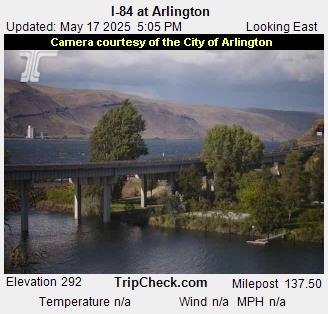 I-84 at Arlington
Updated: May 17 2025  5:05 PM  Looking East
Camera courtesy of the City of Arlington
Elevation 292  TripCheck.com  Milepost 137.50
Temperature n/a  Wind n/a  MPH n/a